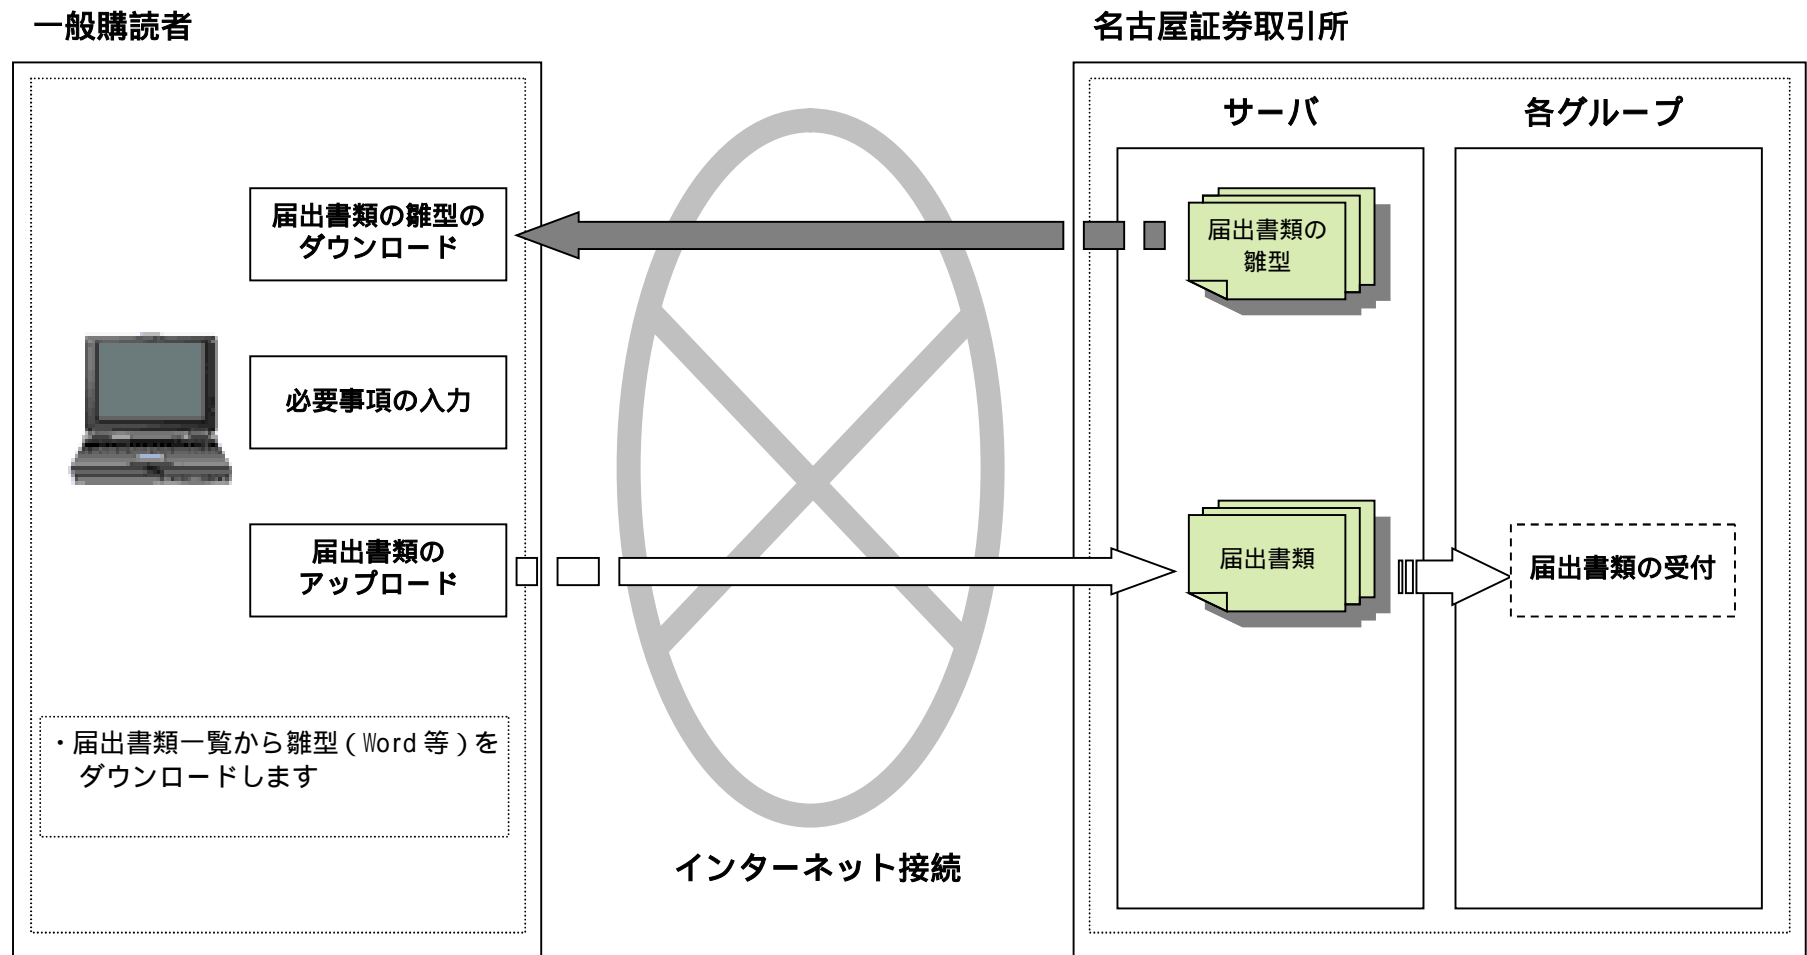 一般購読者
名古屋証券取引所
サーバ
各グループ
届出書類の雛型の
ダウンロード
届出書類の
雛型
必要事項の入力
届出書類の
アップロード
届出書類
届出書類の受付
・届出書類一覧から雛型(Word 等)を
ダウンロードします
インターネット接続